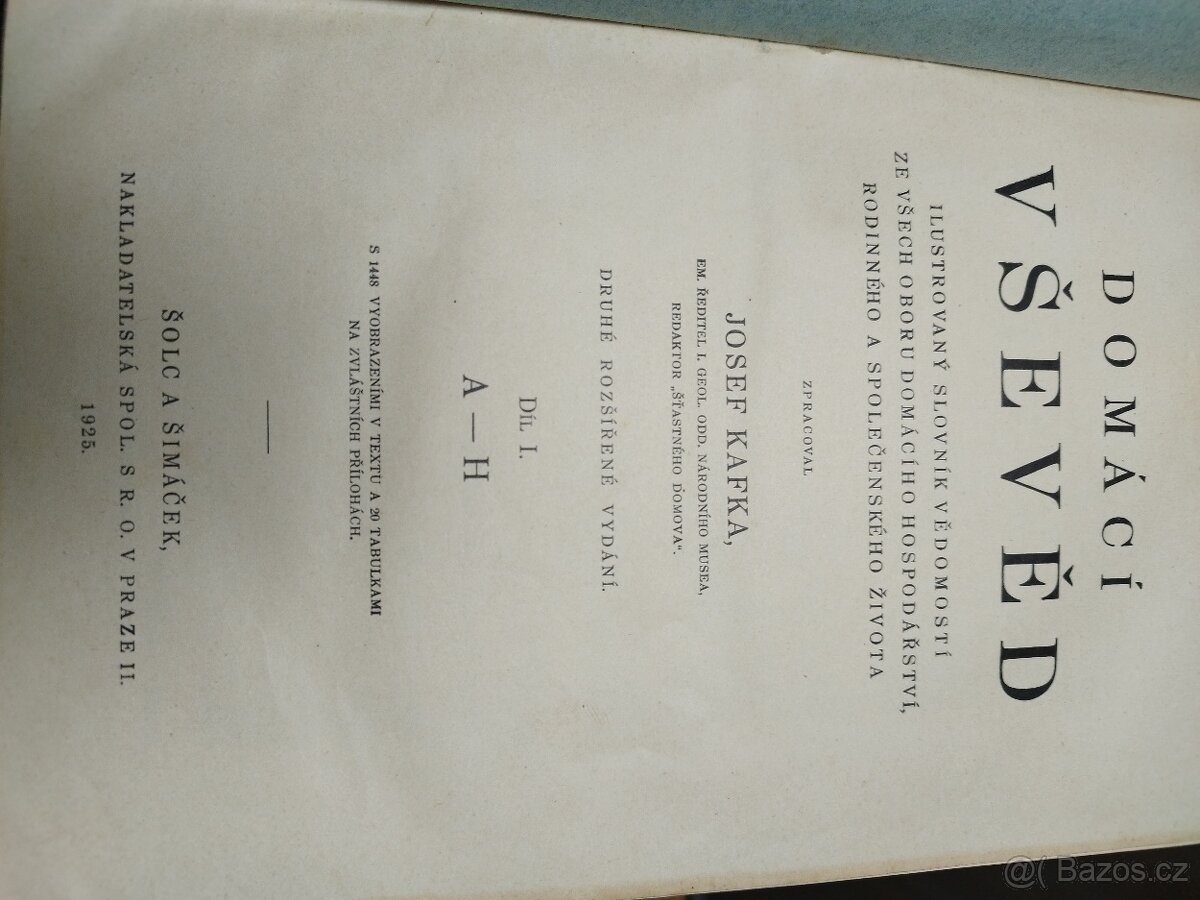 DOMÁCÍ
VŠEVĚD
ILUSTROVANÝ SLOVNÍK VĚDOMOSTÍ
ZE VŠECH OBORU DOMÁCÍHO HOSPODÁŘSTVÍ,
RODINNÉHO A SPOLEČENSKÉHO ŽIVOTA
ZPRACOVAL
JOSEF KAFKA,
EM. ŘEDITEL I. GEOL. ODD. NÁRODNÍHO MUSEA,
REDAKTOR „ŠŤASTNÉHO DOMOVA“.
DRUHÉ ROZŠÍŘENÉ VYDÁNÍ.
DÍL I.
A — H
S 1448 VYOBRAZENÍMI V TEXTU A 20 TABULKAMI
NA ZVLÁŠTNÍCH PŘÍLOHÁCH.
ŠOLC A ŠIMÁČEK,
NAKLADATELSKÁ SPOL. S R. O. V PRAZE II.
1925.
@( Bazos.cz